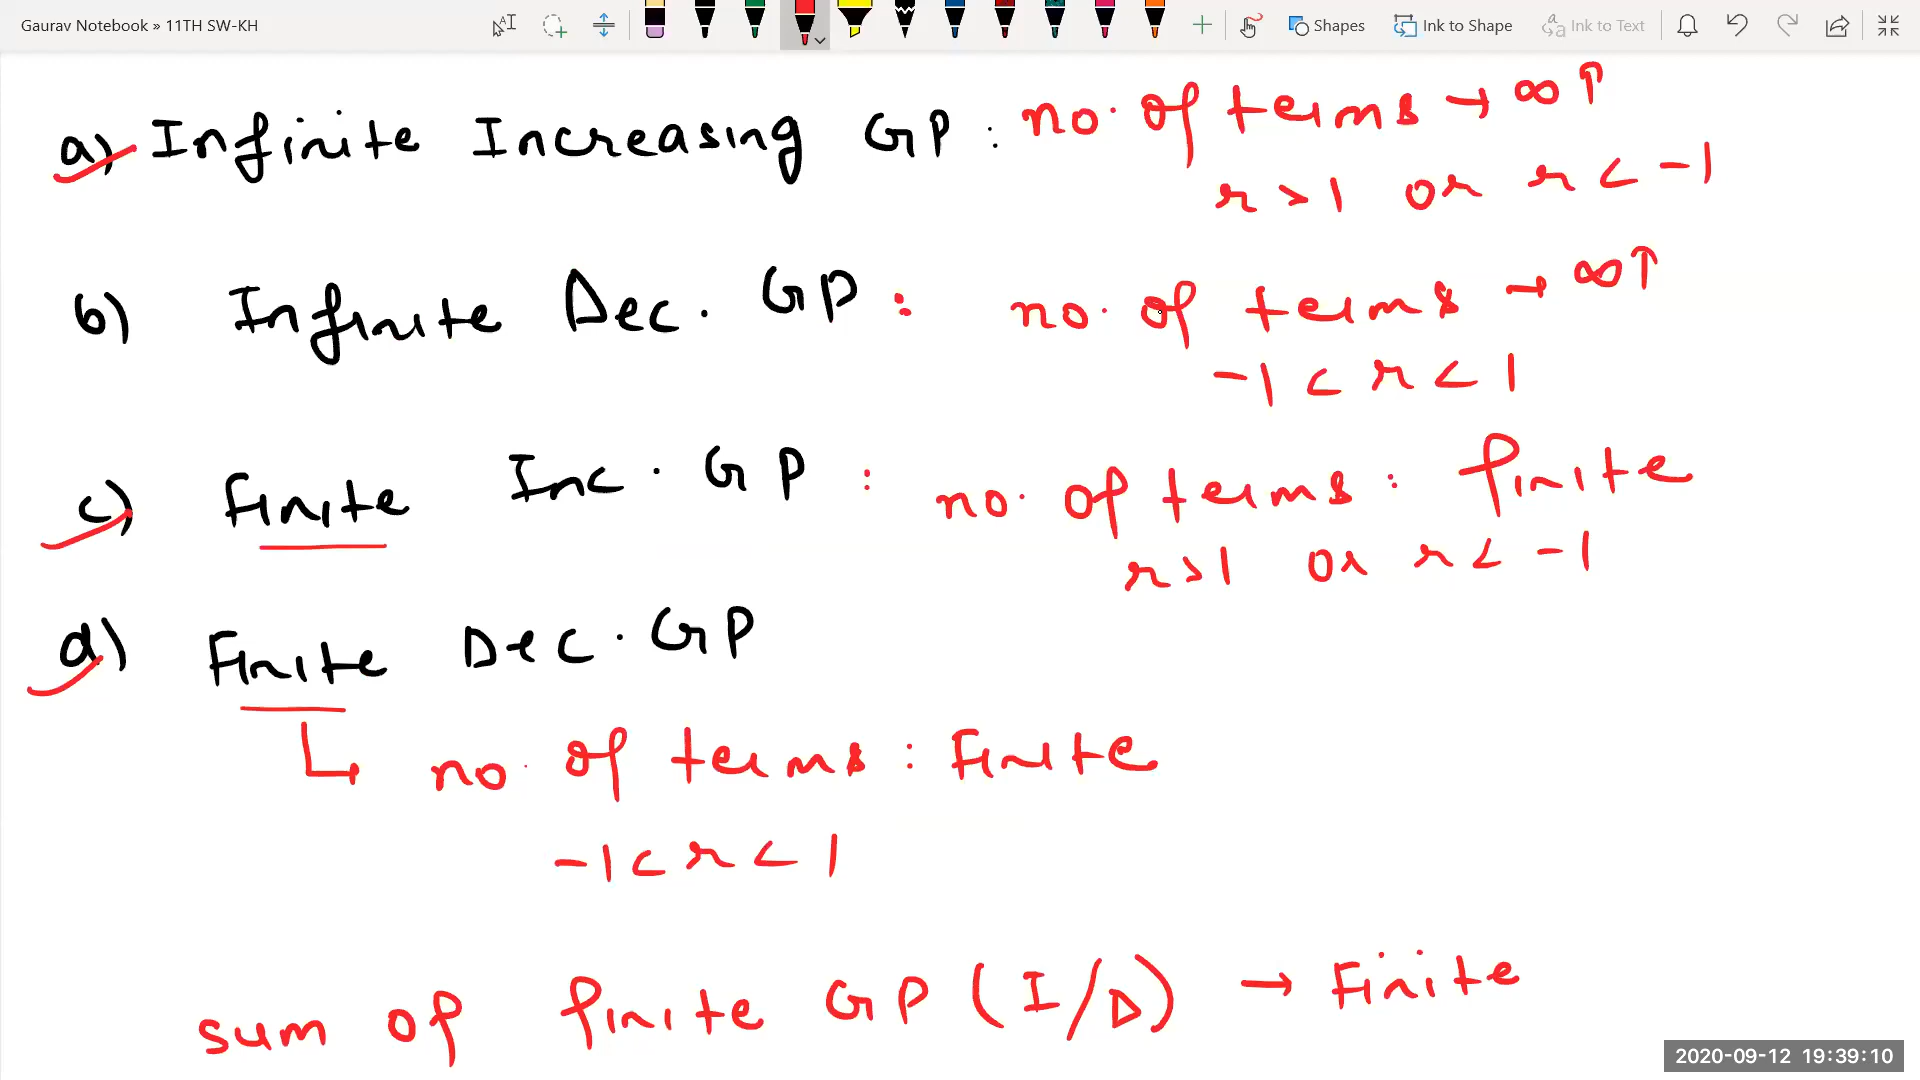 Gaurav Notebook » 11TH SW-KH
Shapes Ink to Shape Ink to Text
a) Infinite Increasing GP : no. of terms → ∞ ↑
r > 1 or r < -1
b) Infinite Dec. GP : no. of terms → ∞ ↑
-1 < r < 1
c) Finite Inc. GP : no. of terms : finite
r > 1 or r < -1
d) Finite Dec. GP
↳ no. of terms : Finite
-1 < r < 1
sum of finite GP (I/D) → Finite
2020-09-12 19:39:10